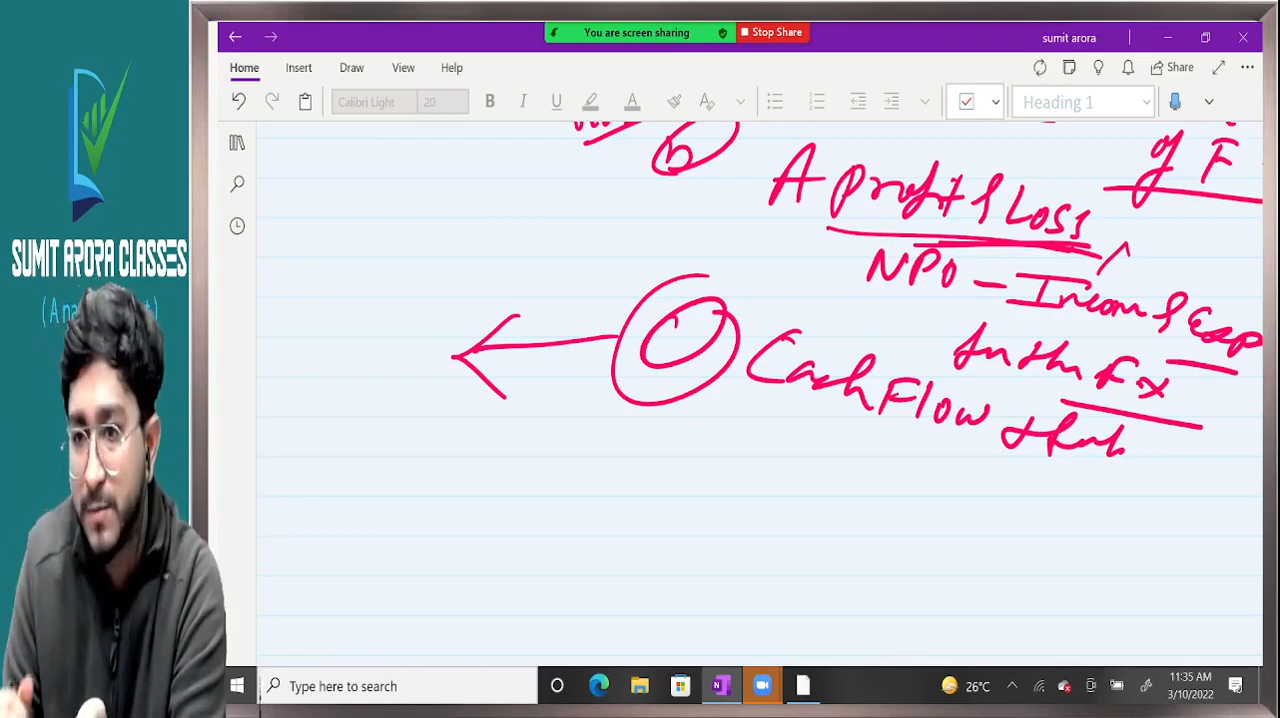 You are screen sharing
Stop Share
sumit arora
Home Insert Draw View Help
Share
Calibri Light 20 B I U A Heading 1
b
A Profit & Loss
of F
NPO - Incom & Exp
Cash Flow
SUMIT ARORA CLASSES
Type here to search
26°C
11:35 AM
3/10/2022